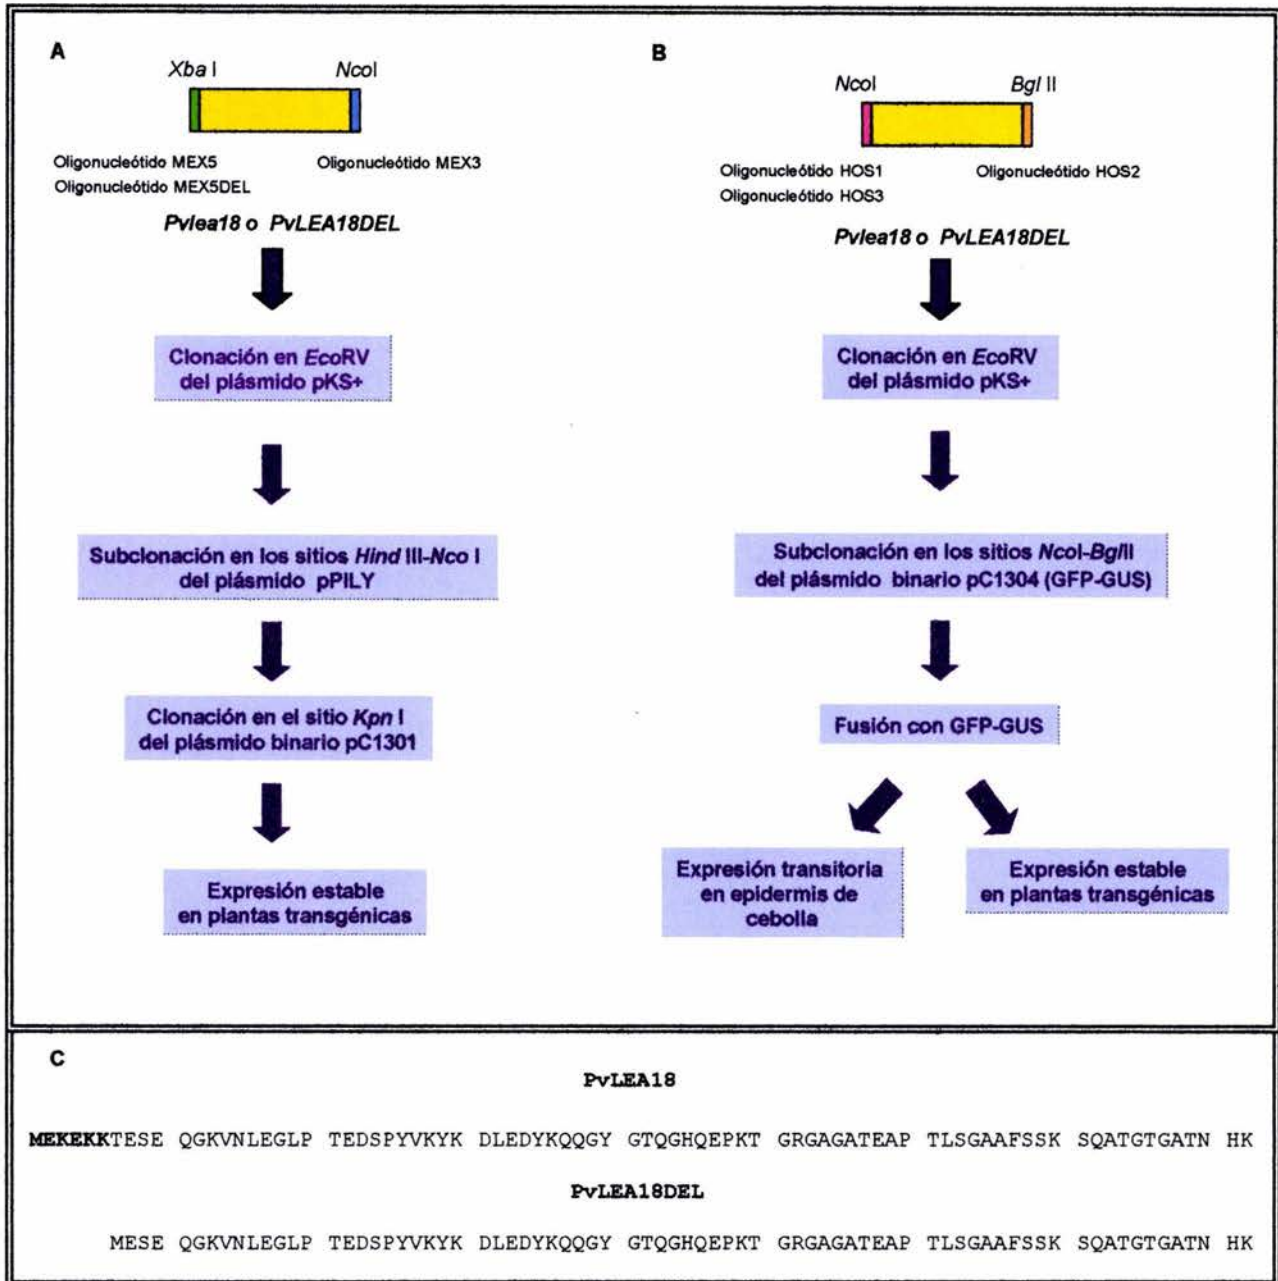 A
Xba I NcoI
Oligonucleótido MEX5 Oligonucleótido MEX3
Oligonucleótido MEX5DEL
Pvlea18 o PvLEA18DEL
Clonación en EcoRV
del plásmido pKS+
Subclonación en los sitios Hind III-Nco I
del plásmido pPILY
Clonación en el sitio Kpn I
del plásmido binario pC1301
Expresión estable
en plantas transgénicas
B
NcoI Bgl II
Oligonucleótido HOS1 Oligonucleótido HOS2
Oligonucleótido HOS3
Pvlea18 o PvLEA18DEL
Clonación en EcoRV
del plásmido pKS+
Subclonación en los sitios NcoI-BglII
del plásmido binario pC1304 (GFP-GUS)
Fusión con GFP-GUS
Expresión transitoria
en epidermis de
cebolla
Expresión estable
en plantas transgénicas
C
PvLEA18
MEKEKKTESE QGKVNLEGLP TEDSPYVKYK DLEDYKQQGY GTQGHQEPKT GRGAGATEAP TLSGAAFSSK SQATGTGATN HK
PvLEA18DEL
MESE QGKVNLEGLP TEDSPYVKYK DLEDYKQQGY GTQGHQEPKT GRGAGATEAP TLSGAAFSSK SQATGTGATN HK